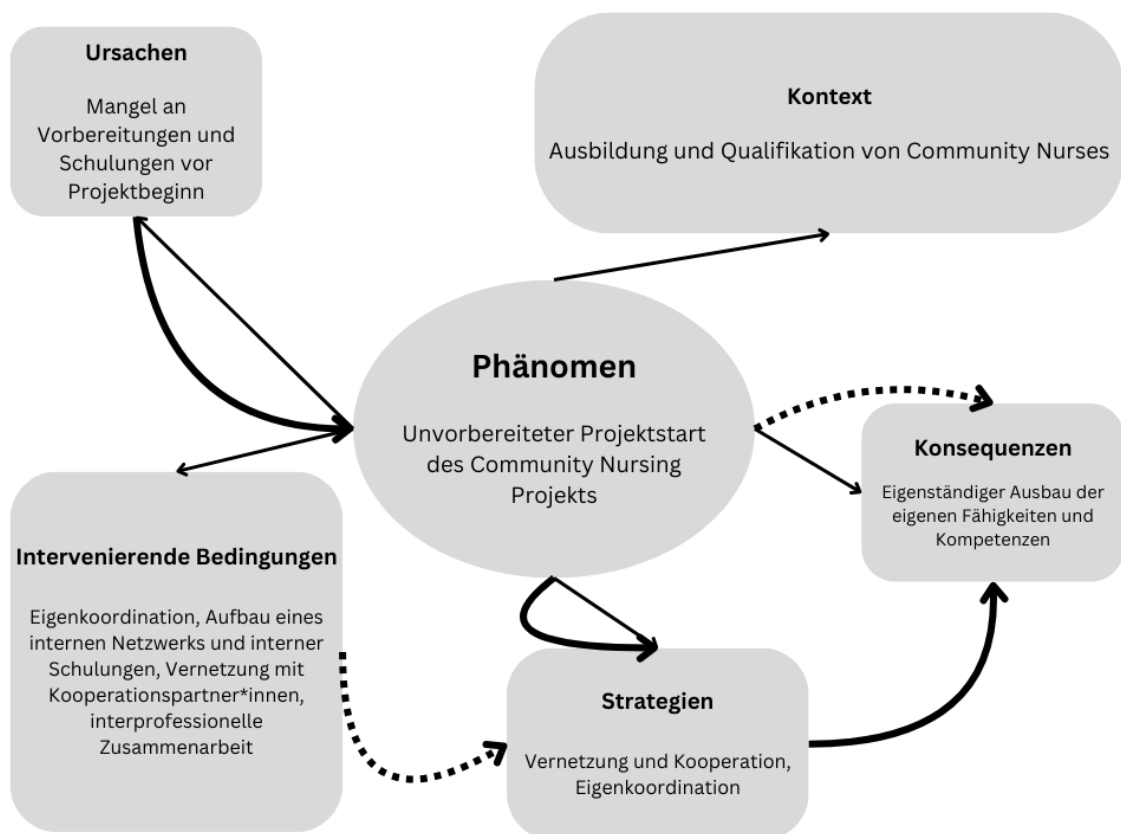 Ursachen
Mangel an
Vorbereitungen und
Schulungen vor
Projektbeginn
Kontext
Ausbildung und Qualifikation von Community Nurses
Phänomen
Unvorbereiteter Projektstart
des Community Nursing
Projekts
Konsequenzen
Eigenständiger Ausbau der
eigenen Fähigkeiten und
Kompetenzen
Intervenierende Bedingungen
Eigenkoordination, Aufbau eines
internen Netzwerks und interner
Schulungen, Vernetzung mit
Kooperationspartner*innen,
interprofessionelle
Zusammenarbeit
Strategien
Vernetzung und Kooperation,
Eigenkoordination